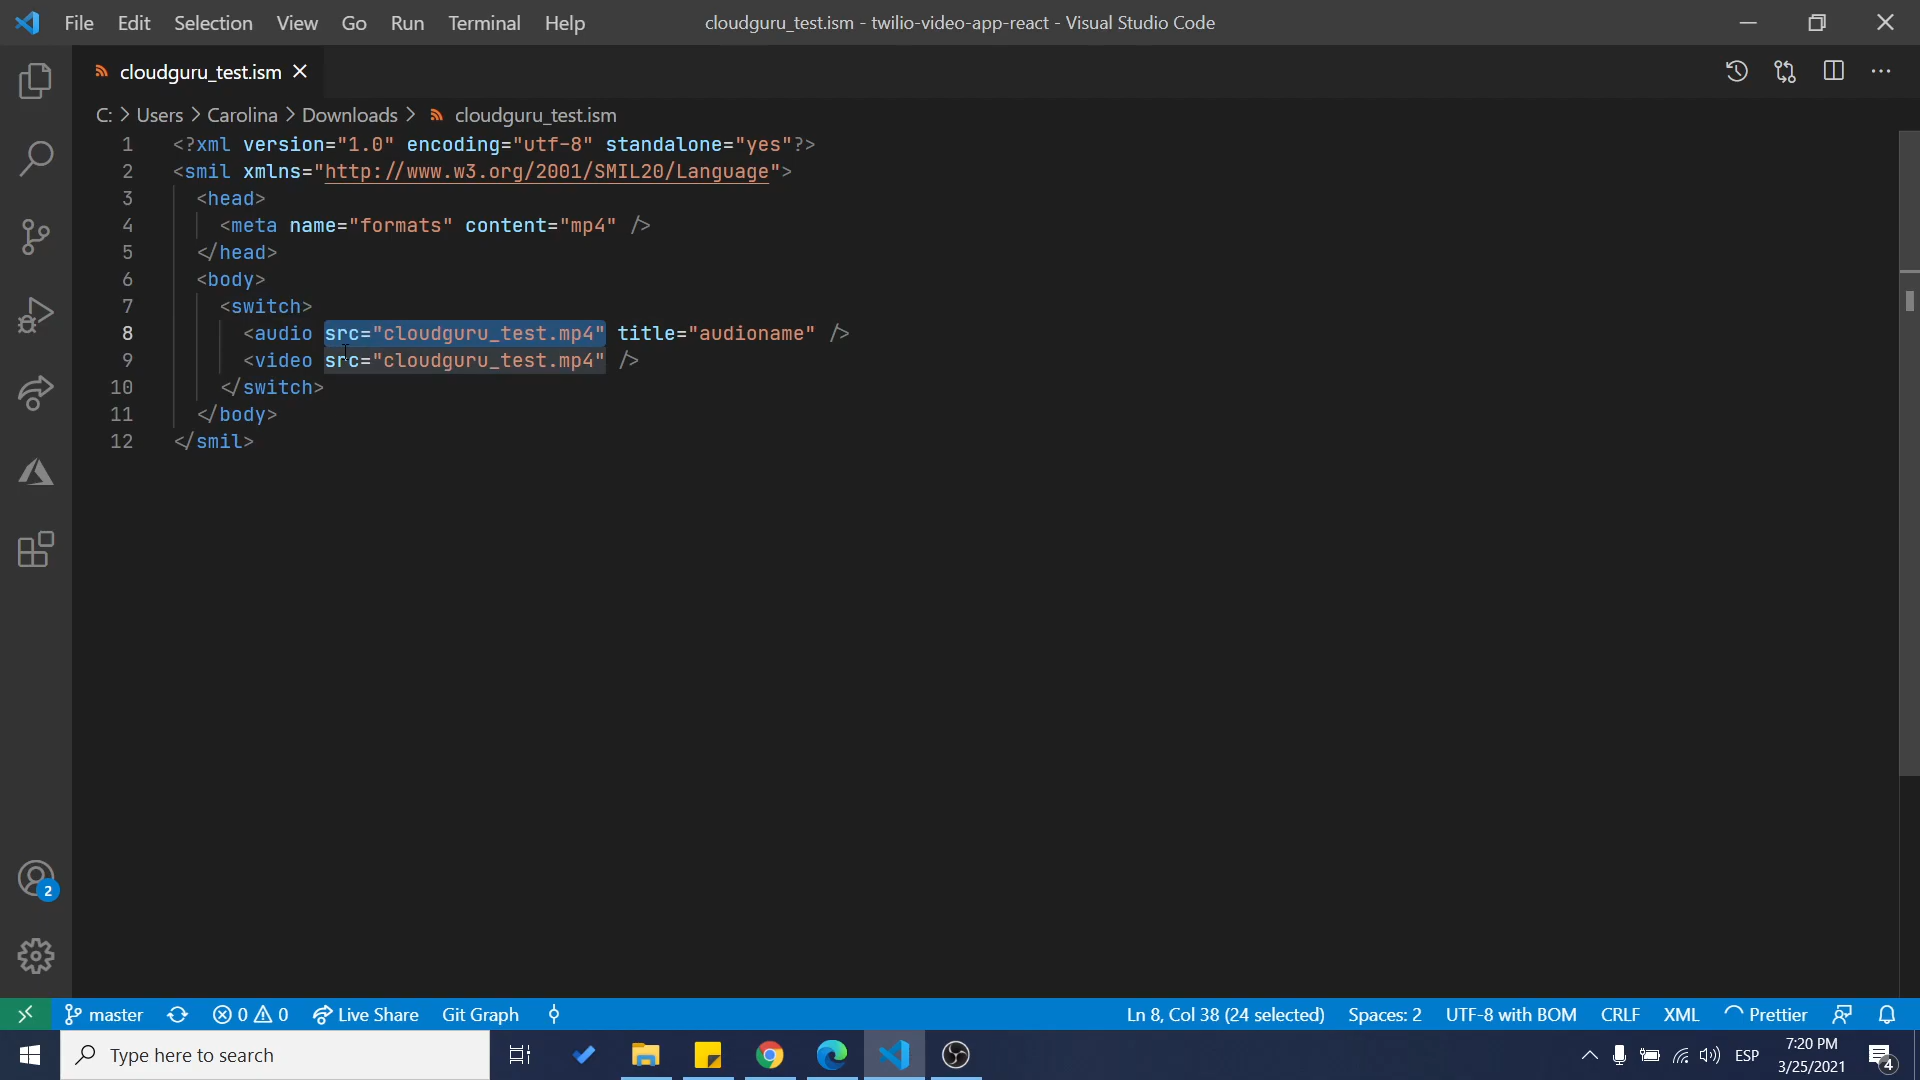 File Edit Selection View Go Run Terminal Help cloudguru_test.ism - twilio-video-app-react - Visual Studio Code
cloudguru_test.ism
C: > Users > Carolina > Downloads > cloudguru_test.ism
1 <?xml version="1.0" encoding="utf-8" standalone="yes"?>
2 <smil xmlns="http://www.w3.org/2001/SMIL20/Language">
3 <head>
4 <meta name="formats" content="mp4" />
5 </head>
6 <body>
7 <switch>
8 <audio src="cloudguru_test.mp4" title="audioname" />
9 <video src="cloudguru_test.mp4" />
10 </switch>
11 </body>
12 </smil>
2
master 0 0 Live Share Git Graph Ln 8, Col 38 (24 selected) Spaces: 2 UTF-8 with BOM CRLF XML Prettier
Type here to search ESP 7:20 PM
3/25/2021 4